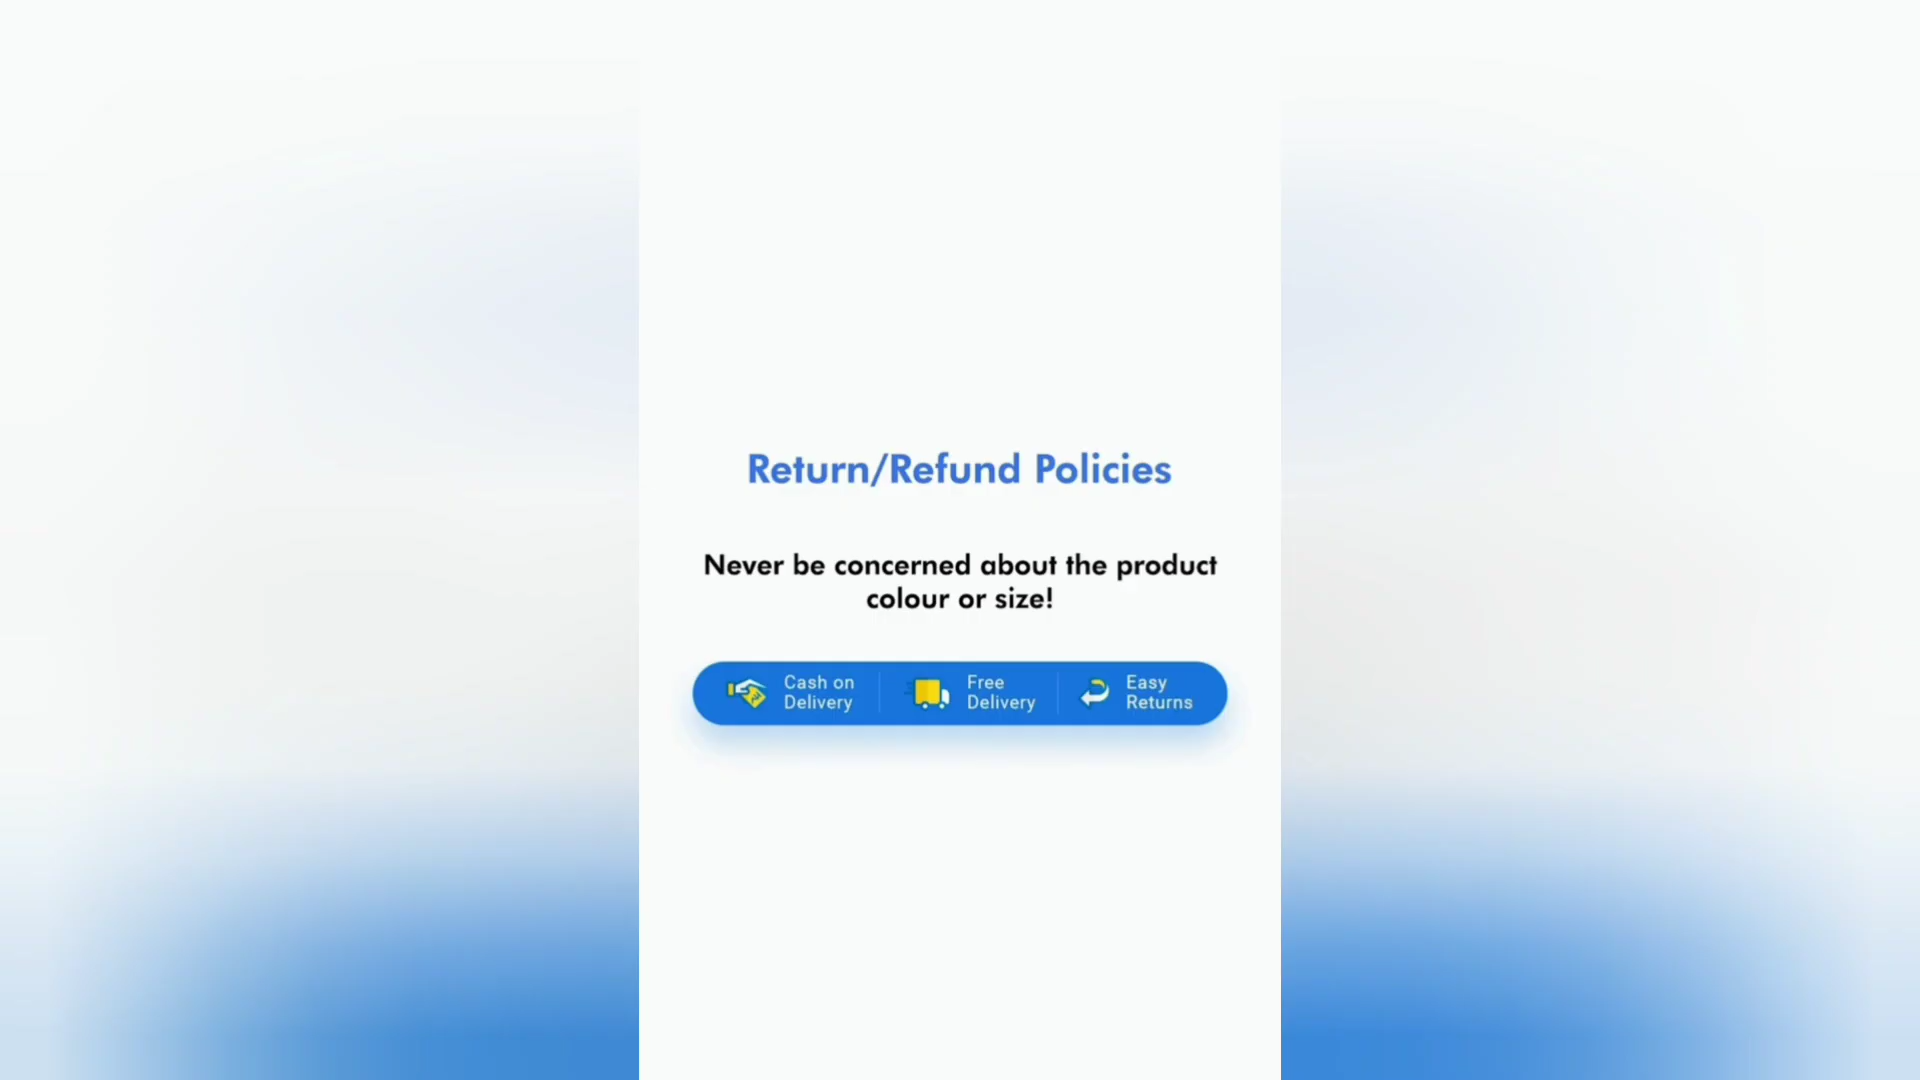 Return/Refund Policies
Never be concerned about the product
colour or size!
Cash on
Delivery
Free
Delivery
Easy
Returns